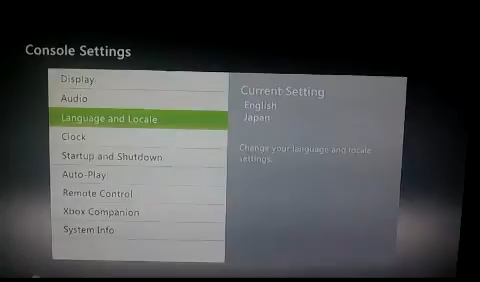 Console Settings
Display
Audio
Language and Locale
Clock
Startup and Shutdown
Auto-Play
Remote Control
Xbox Companion
System Info
Current Setting
English
Japan
Change your language and locale
settings.